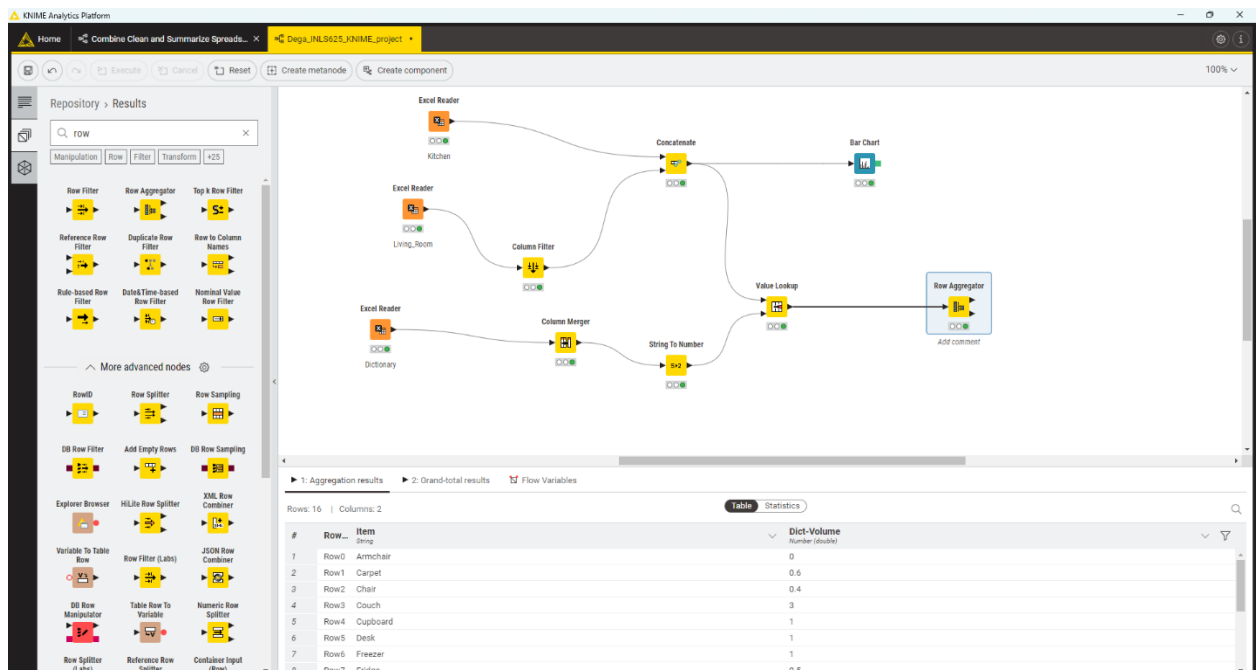 KNIME Analytics Platform
Home
Combine Clean and Summarize Spreads...
Dega_INLS625_KNIME_project
Execute
Cancel
Reset
Create metanode
Create component
100%
Repository > Results
row
Manipulation Row Filter Transform +25
Row Filter Row Aggregator Top k Row Filter
Reference Row Filter Duplicate Row Filter Row to Column Names
Rule-based Row Filter Date&Time-based Row Filter Nominal Value Row Filter
More advanced nodes
RowID Row Splitter Row Sampling
DB Row Filter Add Empty Rows DB Row Sampling
Explorer Browser HiLite Row Splitter XML Row Combiner
Variable To Table Row Row Filter (Labs) JSON Row Combiner
DB Row Manipulator Table Row To Variable Numeric Row Splitter
Row Splitter (Labs) Reference Row Splitter Container Input (Row)
Excel Reader
Kitchen
Excel Reader
Living_Room
Column Filter
Concatenate
Bar Chart
Excel Reader
Dictionary
Column Merger
String To Number
S>2
Value Lookup
Row Aggregator
Add comment
1: Aggregation results 2: Grand-total results Flow Variables
Rows: 16 | Columns: 2
Table Statistics
# Row... Item Dict-Volume
String Number (double)
1 Row0 Armchair 0
2 Row1 Carpet 0.6
3 Row2 Chair 0.4
4 Row3 Couch 3
5 Row4 Cupboard 1
6 Row5 Desk 1
7 Row6 Freezer 1
8 Row7 Fridge 0.5